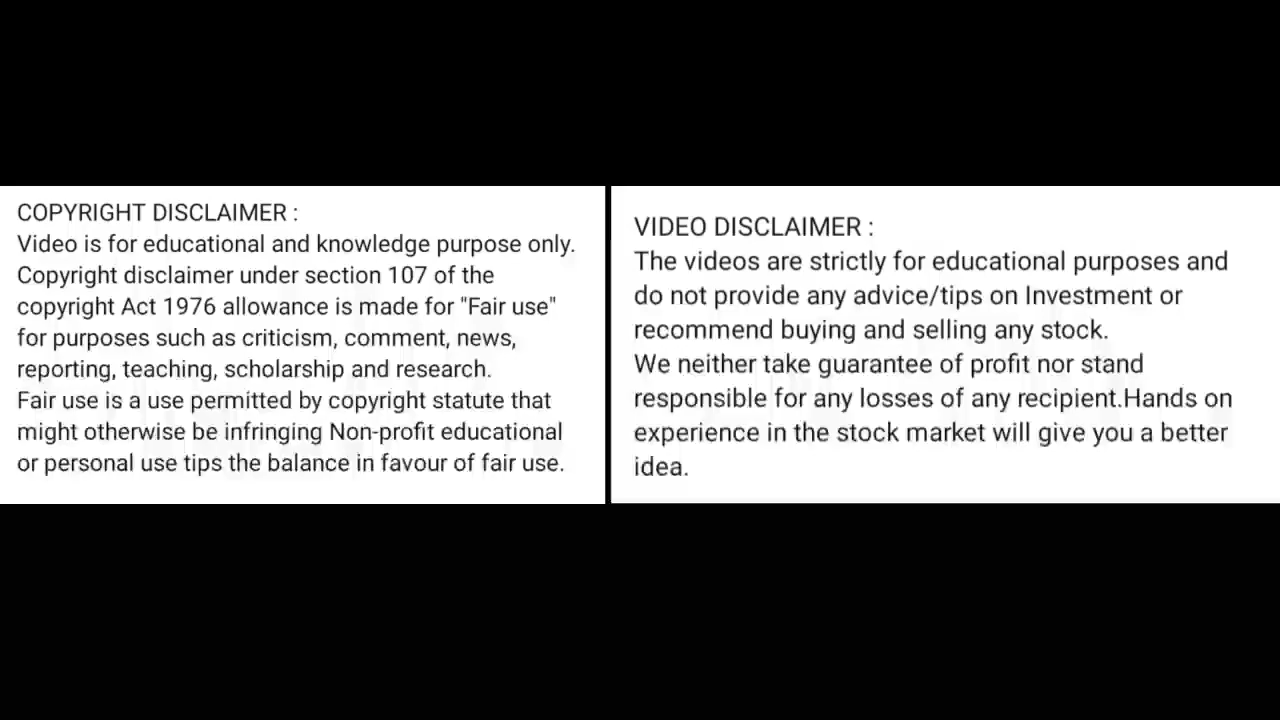 COPYRIGHT DISCLAIMER :
Video is for educational and knowledge purpose only.
Copyright disclaimer under section 107 of the
copyright Act 1976 allowance is made for "Fair use"
for purposes such as criticism, comment, news,
reporting, teaching, scholarship and research.
Fair use is a use permitted by copyright statute that
might otherwise be infringing Non-profit educational
or personal use tips the balance in favour of fair use.
VIDEO DISCLAIMER :
The videos are strictly for educational purposes and
do not provide any advice/tips on Investment or
recommend buying and selling any stock.
We neither take guarantee of profit nor stand
responsible for any losses of any recipient.Hands on
experience in the stock market will give you a better
idea.